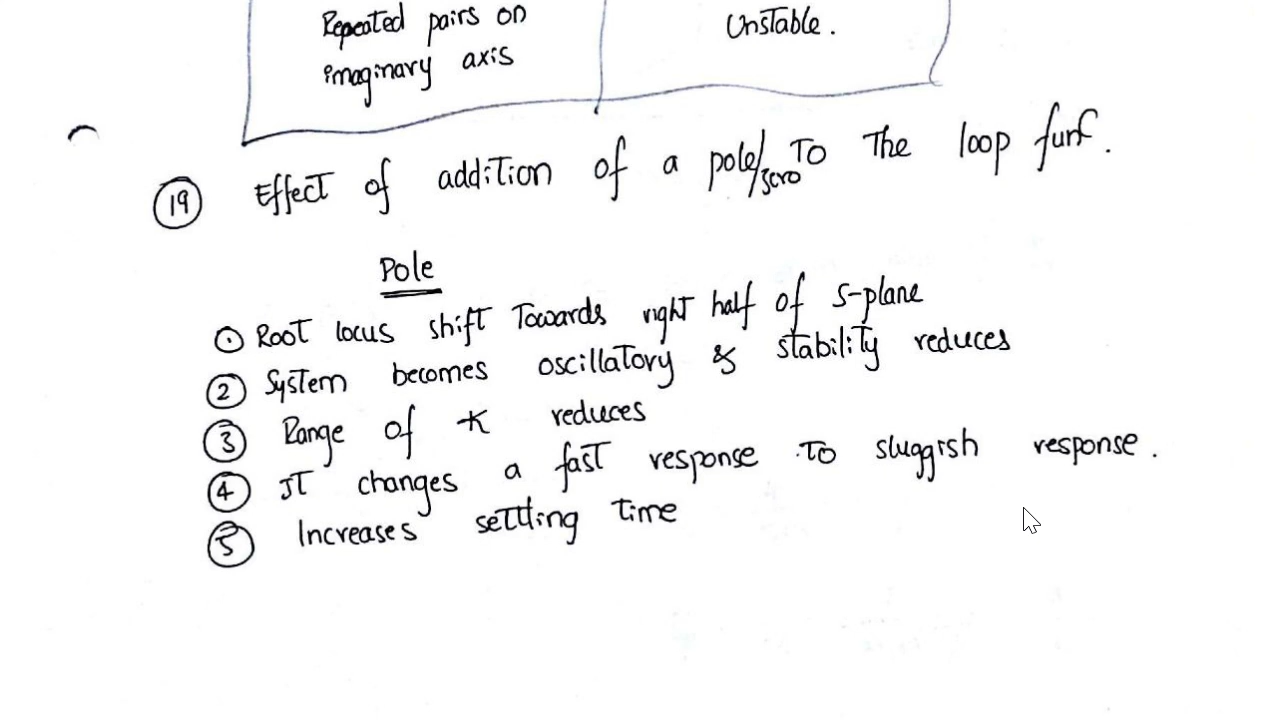 Repeated pairs on
imaginary axis
Unstable.
19 Effect of addition of a pole/zero To The loop funⁿ.
Pole
1 Root locus shift Towards right half of s-plane
2 System becomes oscillatory & stability reduces
3 Range of K reduces
4 It changes a fast response to sluggish response.
5 Increases settling time